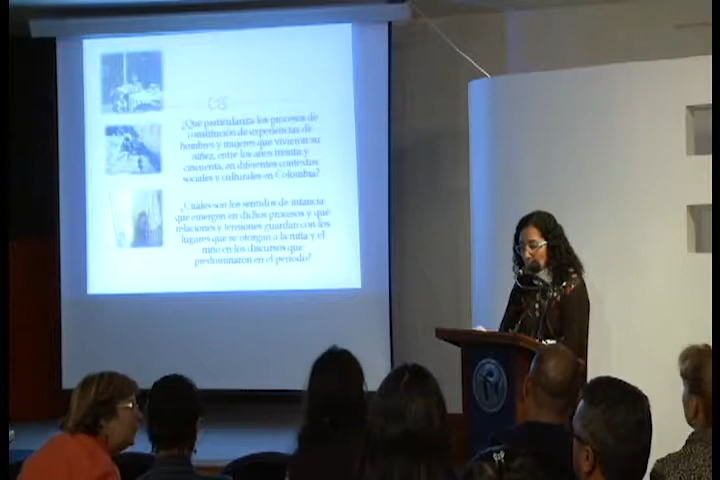 ¿Qué particulariza los procesos de
constitución de experiencias de
hombres y mujeres que vivieron su
niñez, entre los años treinta y
cincuenta, en diferentes contextos
sociales y culturales en Colombia?
¿Cuáles son los sentidos de infancia
que emergen en dichos procesos y qué
relaciones y tensiones guardan con los
lugares que se otorgan a la niña y el
niño en los discursos que
predominaron en el periodo?